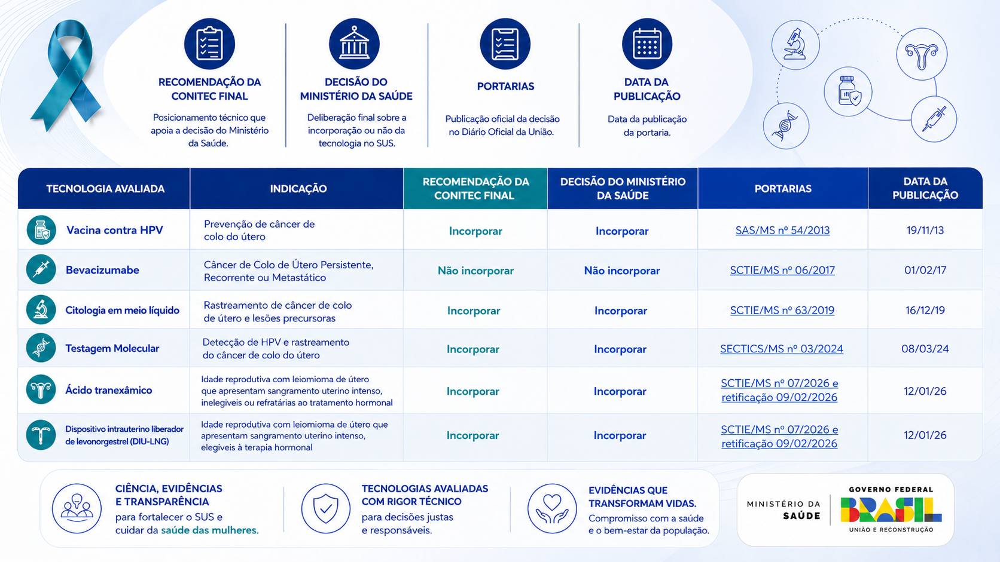 RECOMENDAÇÃO DA
CONITEC FINAL
Posicionamento técnico que
apoia a decisão do Ministério
da Saúde.
DECISÃO DO
MINISTÉRIO DA SAÚDE
Deliberação final sobre a
incorporação ou não da
tecnologia no SUS.
PORTARIAS
Publicação oficial da decisão
no Diário Oficial da União.
DATA DA
PUBLICAÇÃO
Data da publicação
da portaria.
TECNOLOGIA AVALIADA
INDICAÇÃO
RECOMENDAÇÃO DA
CONITEC FINAL
DECISÃO DO MINISTÉRIO
DA SAÚDE
PORTARIAS
DATA DA
PUBLICAÇÃO
Vacina contra HPV
Prevenção de câncer de
colo do útero
Incorporar
Incorporar
SAS/MS nº 54/2013
19/11/13
Bevacizumabe
Câncer de Colo de Útero Persistente,
Recorrente ou Metastático
Não incorporar
Não incorporar
SCTIE/MS nº 06/2017
01/02/17
Citologia em meio líquido
Rastreamento de câncer de colo
de útero e lesões precursoras
Incorporar
Incorporar
SCTIE/MS nº 63/2019
16/12/19
Testagem Molecular
Detecção de HPV e rastreamento
do câncer de colo do útero
Incorporar
Incorporar
SECTICS/MS nº 03/2024
08/03/24
Ácido tranexâmico
Idade reprodutiva com leiomioma de útero
que apresentam sangramento uterino intenso,
inelegiveis ou refratárias ao tratamento hormonal
Incorporar
Incorporar
SCTIE/MS nº 07/2026 e
retificação 09/02/2026
12/01/26
Dispositivo intrauterino liberador
de levonorgestrel (DIU-LNG)
Idade reprodutiva com leiomioma de útero que
apresentam sangramento uterino intenso,
elegíveis à terapia hormonal
Incorporar
Incorporar
SCTIE/MS nº 07/2026 e
retificação 09/02/2026
12/01/26
CIÊNCIA, EVIDÊNCIAS
E TRANSPARÊNCIA
para fortalecer o SUS e
cuidar da saúde das mulheres.
TECNOLOGIAS AVALIADAS
COM RIGOR TÉCNICO
para decisões justas
e responsáveis.
EVIDÊNCIAS QUE
TRANSFORMAM VIDAS.
Compromisso com a saúde
e o bem-estar da população.
MINISTÉRIO DA
SAÚDE
GOVERNO FEDERAL
BRASIL
UNIÃO E RECONSTRUÇÃO